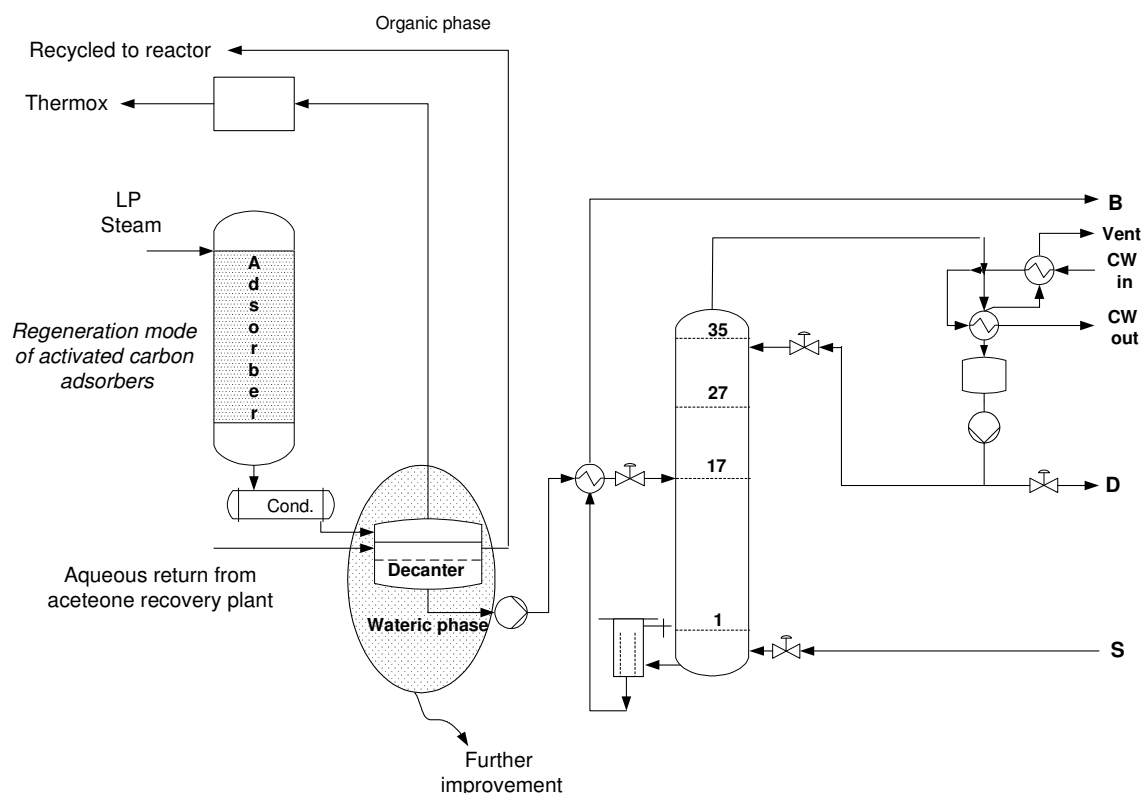 Organic phase
Recycled to reactor
Thermox
LP
Steam
Adsorber
Regeneration mode
of activated carbon
adsorbers
Cond.
Aqueous return from
aceteone recovery plant
Decanter
Wateric phase
Further
improvement
35
27
17
1
B
Vent
CW
in
CW
out
D
S